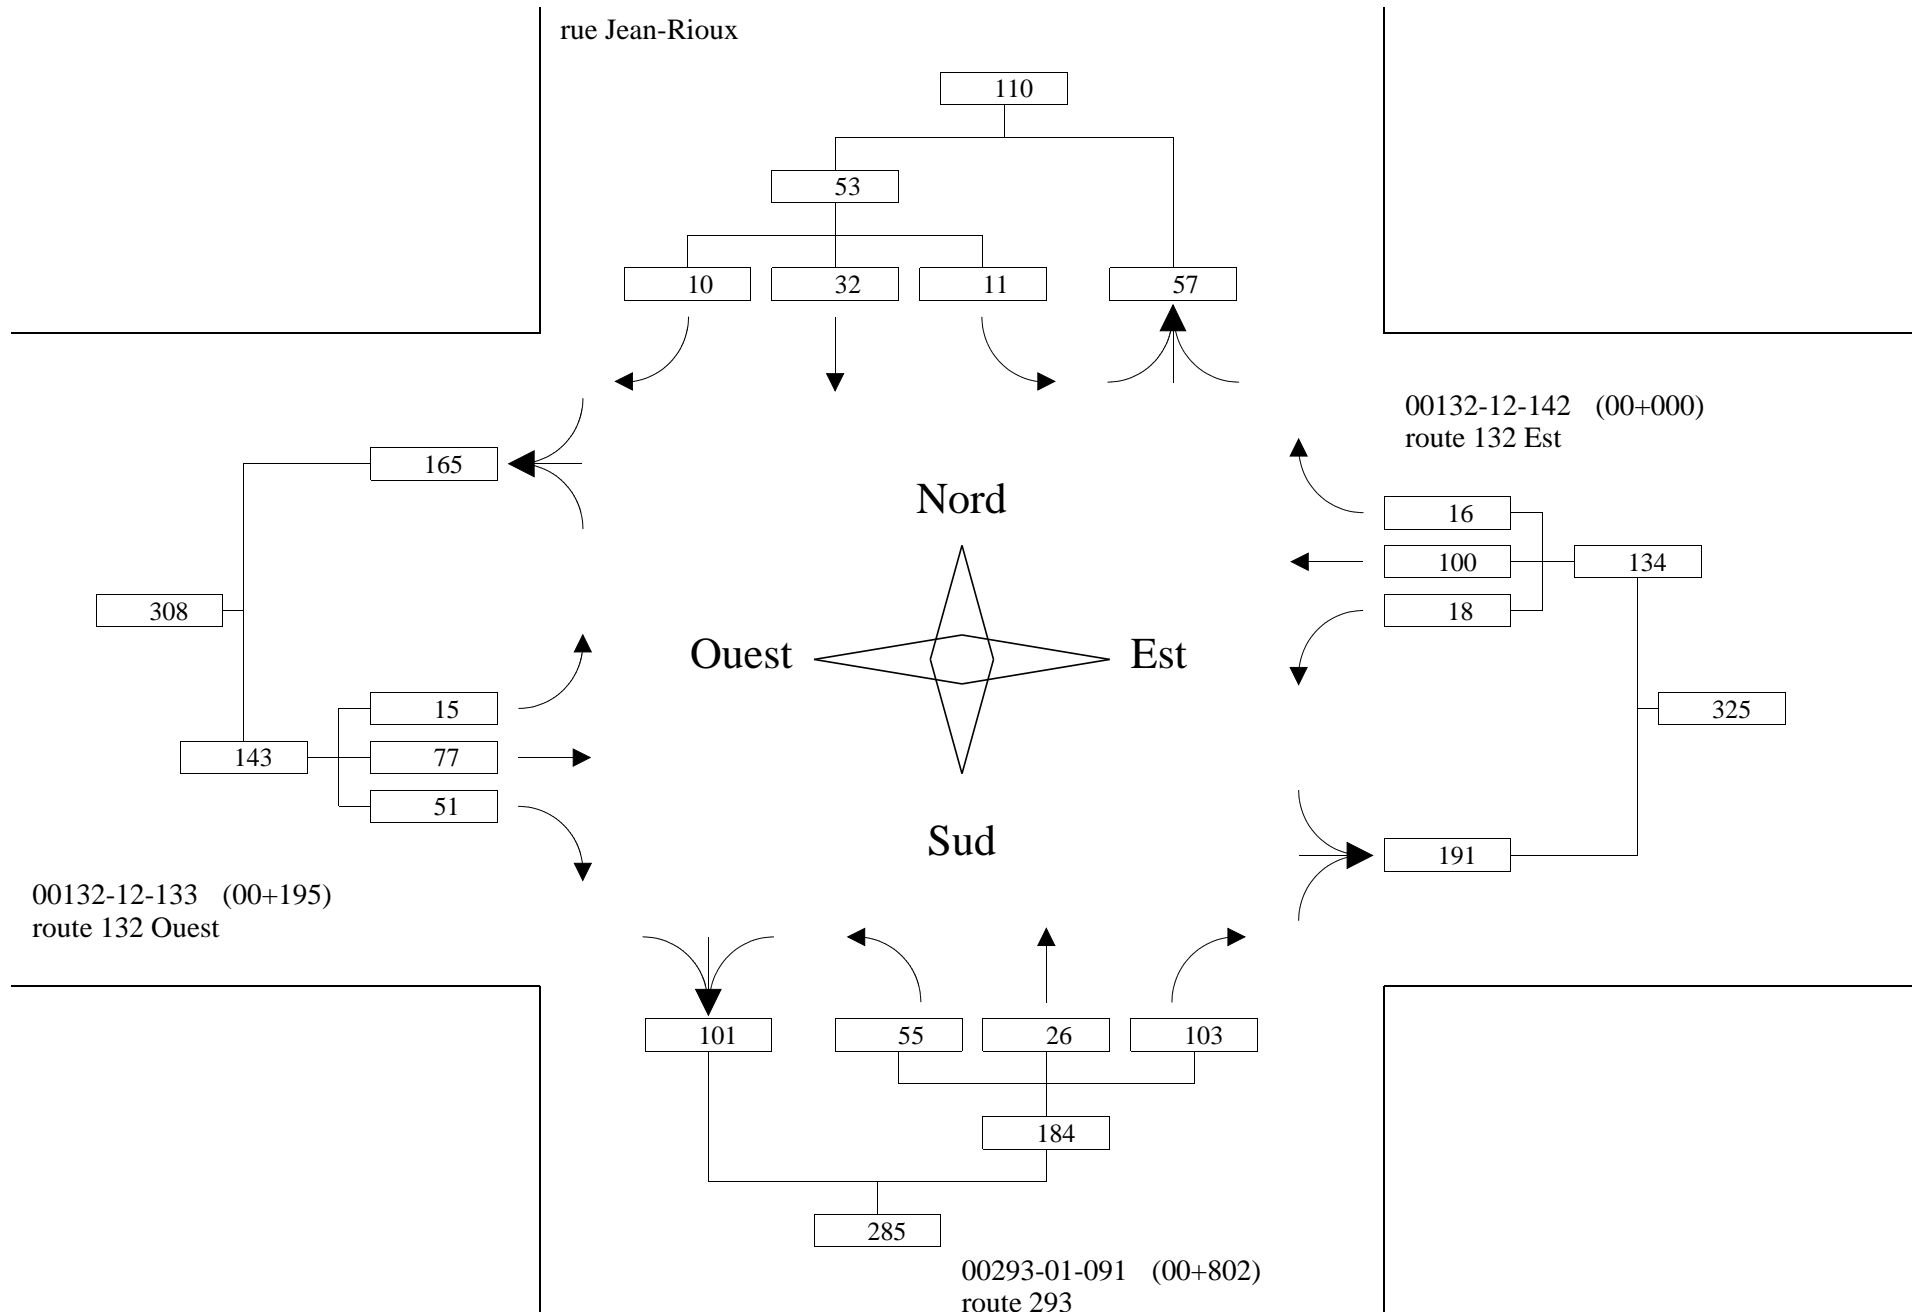 rue Jean-Rioux
110
53
10 32 11 57
00132-12-142 (00+000)
route 132 Est
165
Nord
16
100 134
18
308
Ouest Est
15 325
143 77
51
Sud
191
00132-12-133 (00+195)
route 132 Ouest
101 55 26 103
184
285
00293-01-091 (00+802)
route 293